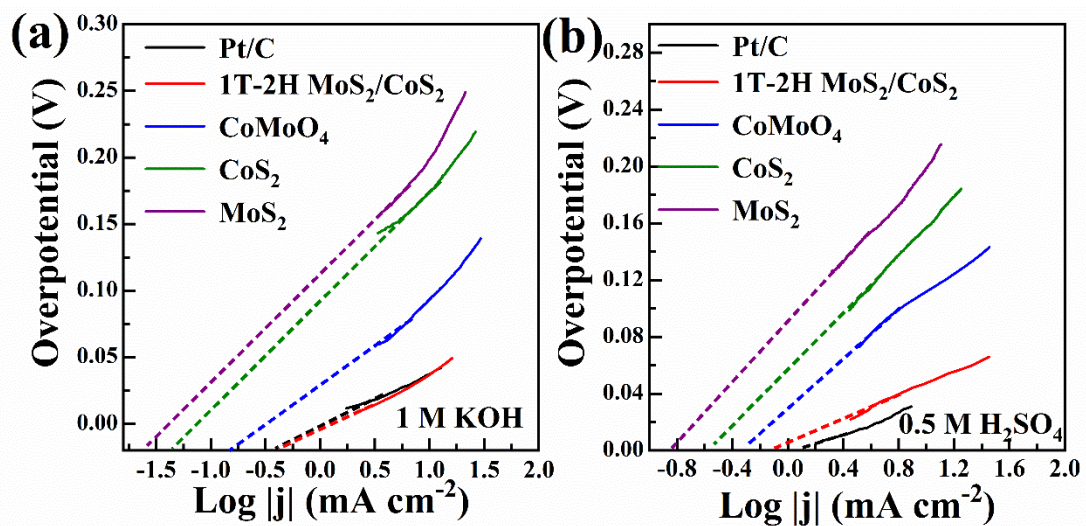 (a)
Pt/C
1T-2H MoS₂/CoS₂
CoMoO₄
CoS₂
MoS₂
1 M KOH
Overpotential (V)
0.30
0.25
0.20
0.15
0.10
0.05
0.00
-1.5 -1.0 -0.5 0.0 0.5 1.0 1.5 2.0
Log |j| (mA cm⁻²)
(b)
Pt/C
1T-2H MoS₂/CoS₂
CoMoO₄
CoS₂
MoS₂
0.5 M H₂SO₄
Overpotential (V)
0.28
0.24
0.20
0.16
0.12
0.08
0.04
0.00
-0.8 -0.4 0.0 0.4 0.8 1.2 1.6 2.0
Log |j| (mA cm⁻²)